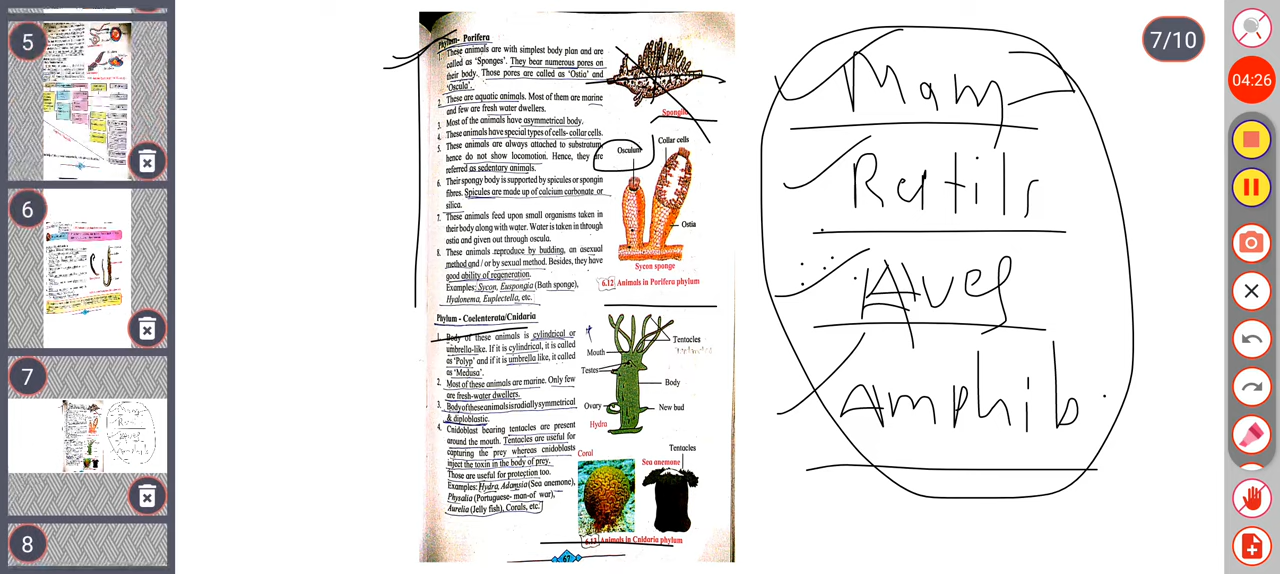 5
6
7
8
Phylum- Porifera
1. These animals are with simplest body plan and are
called as 'Sponges'. They bear numerous pores on
their body. Those pores are called as 'Ostia' and
'Oscula'.
2. These are aquatic animals. Most of them are marine
and few are fresh water dwellers.
3. Most of the animals have asymmetrical body.
4. These animals have special types of cells- collar cells.
5. These animals are always attached to substratum,
hence do not show locomotion. Hence, they are
referred as sedentary animals.
6. Their spongy body is supported by spicules or spongin
fibres. Spicules are made up of calcium carbonate or
silica.
7. These animals feed upon small organisms taken in
their body along with water. Water is taken in through
ostia and given out through oscula.
8. These animals reproduce by budding, an asexual
method and / or by sexual method. Besides, they have
good ability of regeneration.
Examples: Sycon, Euspongia (Bath sponge),
Hyalonema, Euplectella, etc.
Spongilla
Collar cells
Osculum
Ostia
Sycon sponge
6.12 Animals in Porifera phylum
Phylum - Coelenterata/Cnidaria
1. Body of these animals is cylindrical or
umbrella-like. If it is cylindrical, it is called
as 'Polyp' and if it is umbrella like, it called
as 'Medusa'.
2. Most of these animals are marine. Only few
are fresh-water dwellers.
3. Body of these animals is radially symmetrical
& diploblastic.
4. Cnidoblast bearing tentacles are present
around the mouth. Tentacles are useful for
capturing the prey whereas cnidoblasts
inject the toxin in the body of prey.
Those are useful for protection too.
Examples: Hydra, Adamsia (Sea anemone),
Physalia (Portuguese- man-of war),
Aurelia (Jelly fish), Corals, etc.
Tentacles
Mouth
Testes
Body
Ovary
New bud
Hydra
Tentacles
Coral
Sea anemone
6.13 Animals in Cnidaria phylum
67
Mam
Reptils
Aves
Amphib.
7/10
04:26